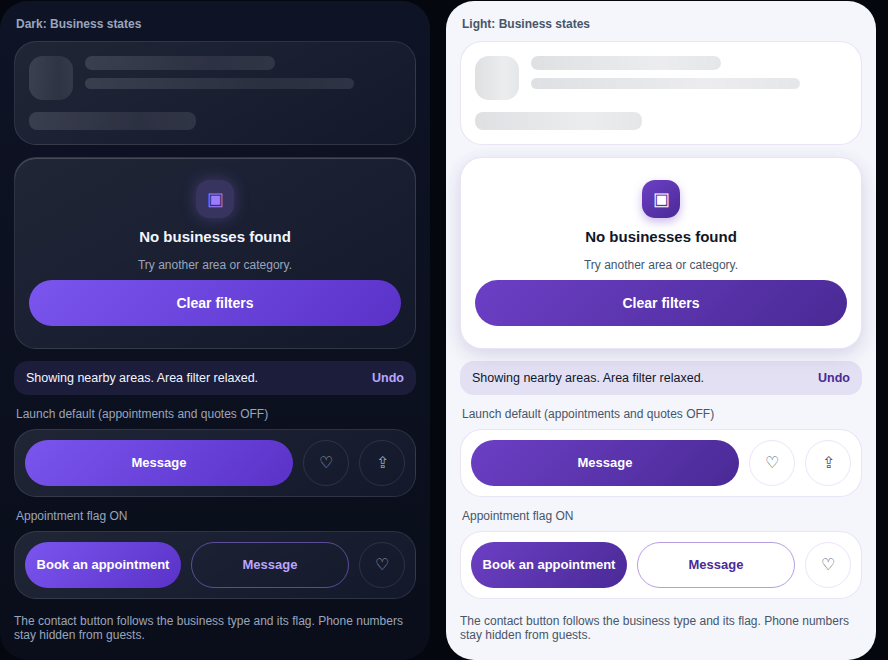 Dark: Business states
No businesses found
Try another area or category.
Clear filters
Showing nearby areas. Area filter relaxed.
Undo
Launch default (appointments and quotes OFF)
Message
Appointment flag ON
Book an appointment
Message
The contact button follows the business type and its flag. Phone numbers
stay hidden from guests.
Light: Business states
No businesses found
Try another area or category.
Clear filters
Showing nearby areas. Area filter relaxed.
Undo
Launch default (appointments and quotes OFF)
Message
Appointment flag ON
Book an appointment
Message
The contact button follows the business type and its flag. Phone numbers
stay hidden from guests.